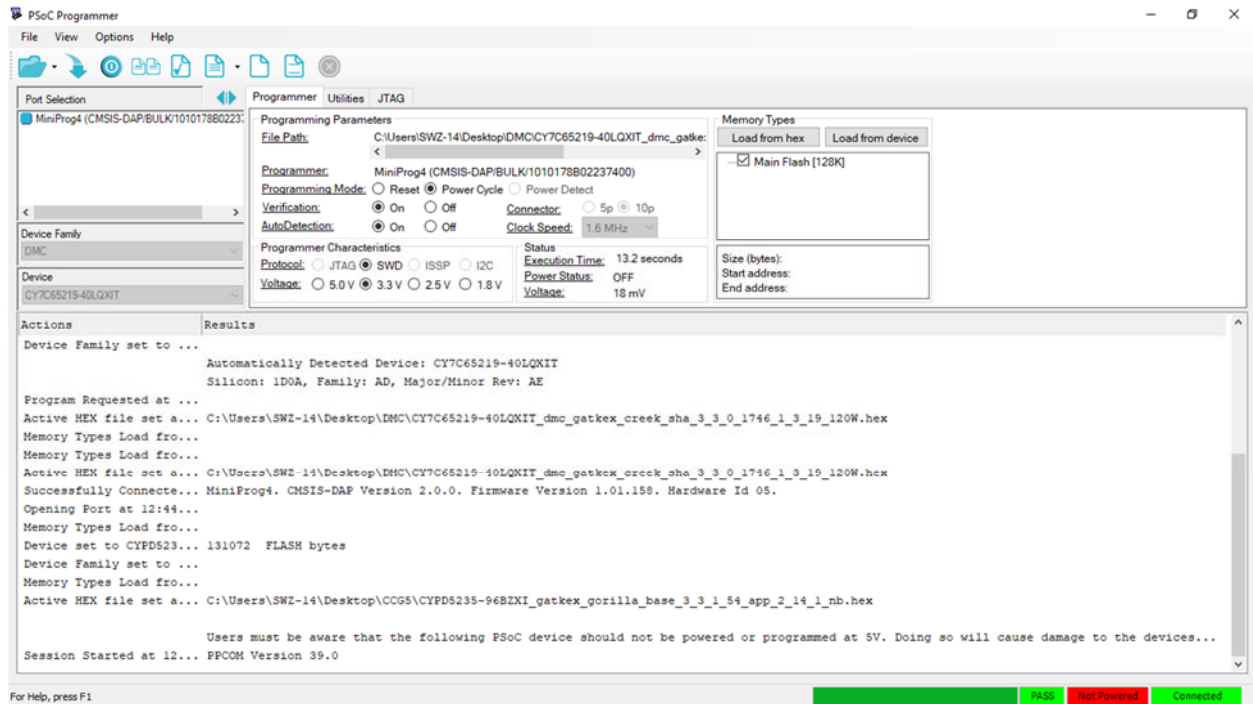 PSoC Programmer
File View Options Help
Port Selection
MiniProg4 (CMSIS-DAP/BULK/1010178B02237
Device Family
DMC
Device
CY7C65219-40LQXIT
Programmer Utilities JTAG
Programming Parameters
File Path: C:\Users\SWZ-14\Desktop\DMC\CY7C65219-40LQXIT_dmc_gatke:
Programmer: MiniProg4 (CMSIS-DAP/BULK/1010178B02237400)
Programming Mode: Reset Power Cycle Power Detect
Verification: On Off Connector: 5p 10p
AutoDetection: On Off Clock Speed: 1.6 MHz
Programmer Characteristics
Protocol: JTAG SWD ISSP I2C
Voltage: 5.0 V 3.3 V 2.5 V 1.8 V
Status
Execution Time: 13.2 seconds
Power Status: OFF
Voltage: 18 mV
Memory Types
Load from hex Load from device
Main Flash [128K]
Size (bytes):
Start address:
End address:
Actions Results
Device Family set to ...
Automatically Detected Device: CY7C65219-40LQXIT
Silicon: 1D0A, Family: AD, Major/Minor Rev: AE
Program Requested at ...
Active HEX file set a... C:\Users\SWZ-14\Desktop\DMC\CY7C65219-40LQXIT_dmc_gatkex_creek_sha_3_3_0_1746_1_3_19_120W.hex
Memory Types Load fro...
Memory Types Load fro...
Active HEX file set a... C:\Users\SWZ-14\Desktop\DMC\CY7C65219-40LQXIT_dmc_gatkex_creek_sha_3_3_0_1746_1_3_19_120W.hex
Successfully Connecte... MiniProg4. CMSIS-DAP Version 2.0.0. Firmware Version 1.01.158. Hardware Id 05.
Opening Port at 12:44...
Memory Types Load fro...
Device set to CYPD523... 131072 FLASH bytes
Device Family set to ...
Memory Types Load fro...
Active HEX file set a... C:\Users\SWZ-14\Desktop\CCG5\CYPD5235-96BZXI_gatkex_gorilla_base_3_3_1_54_app_2_14_1_nb.hex
Users must be aware that the following PSoC device should not be powered or programmed at 5V. Doing so will cause damage to the devices...
Session Started at 12... PPCOM Version 39.0
For Help, press F1
PASS Not Powered Connected